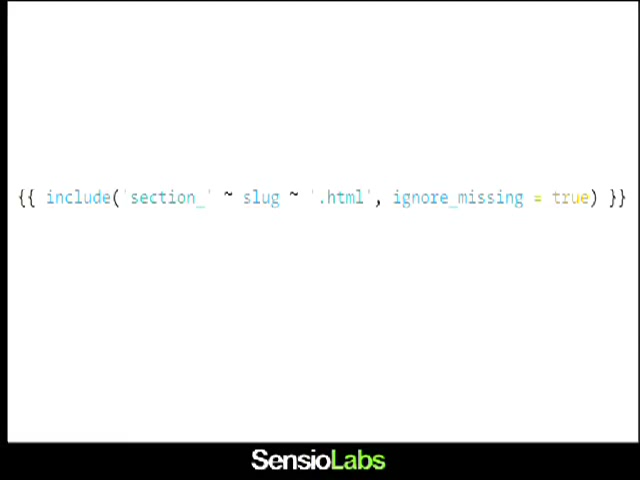 {{ include('section_' ~ slug ~ '.html', ignore_missing = true) }}
SensioLabs